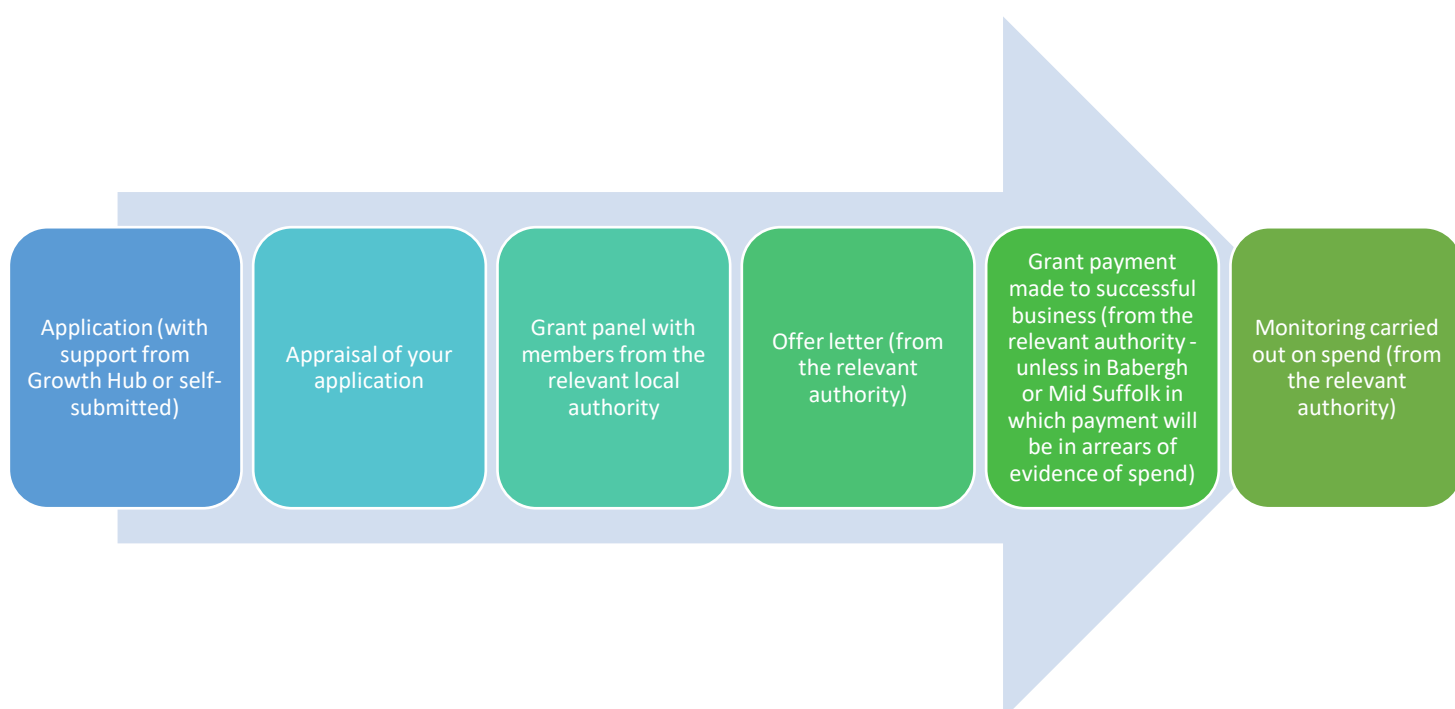 Application (with
support from
Growth Hub or self-
submitted)
Appraisal of your
application
Grant panel with
members from the
relevant local
authority
Offer letter (from
the relevant
authority)
Grant payment
made to successful
business (from the
relevant authority -
unless in Babergh
or Mid Suffolk in
which payment will
be in arrears of
evidence of spend)
Monitoring carried
out on spend (from
the relevant
authority)